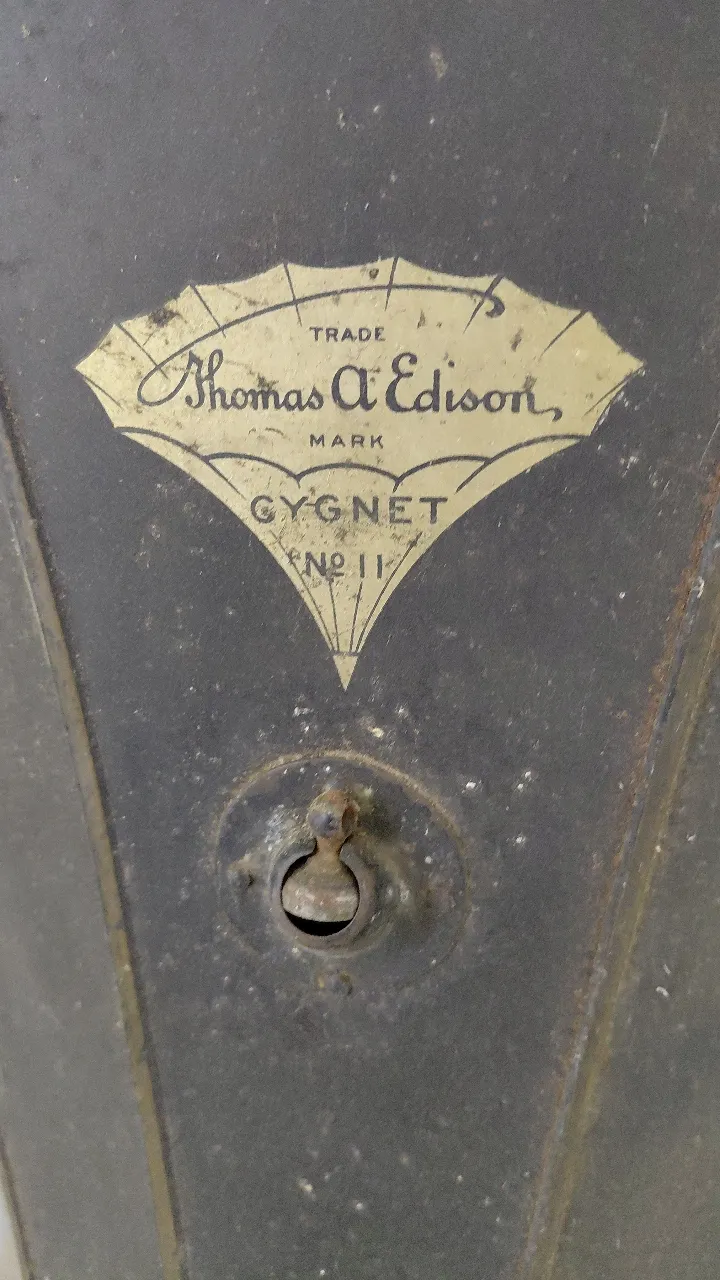 TRADE
Thomas A Edison
MARK
CYGNET
No 11